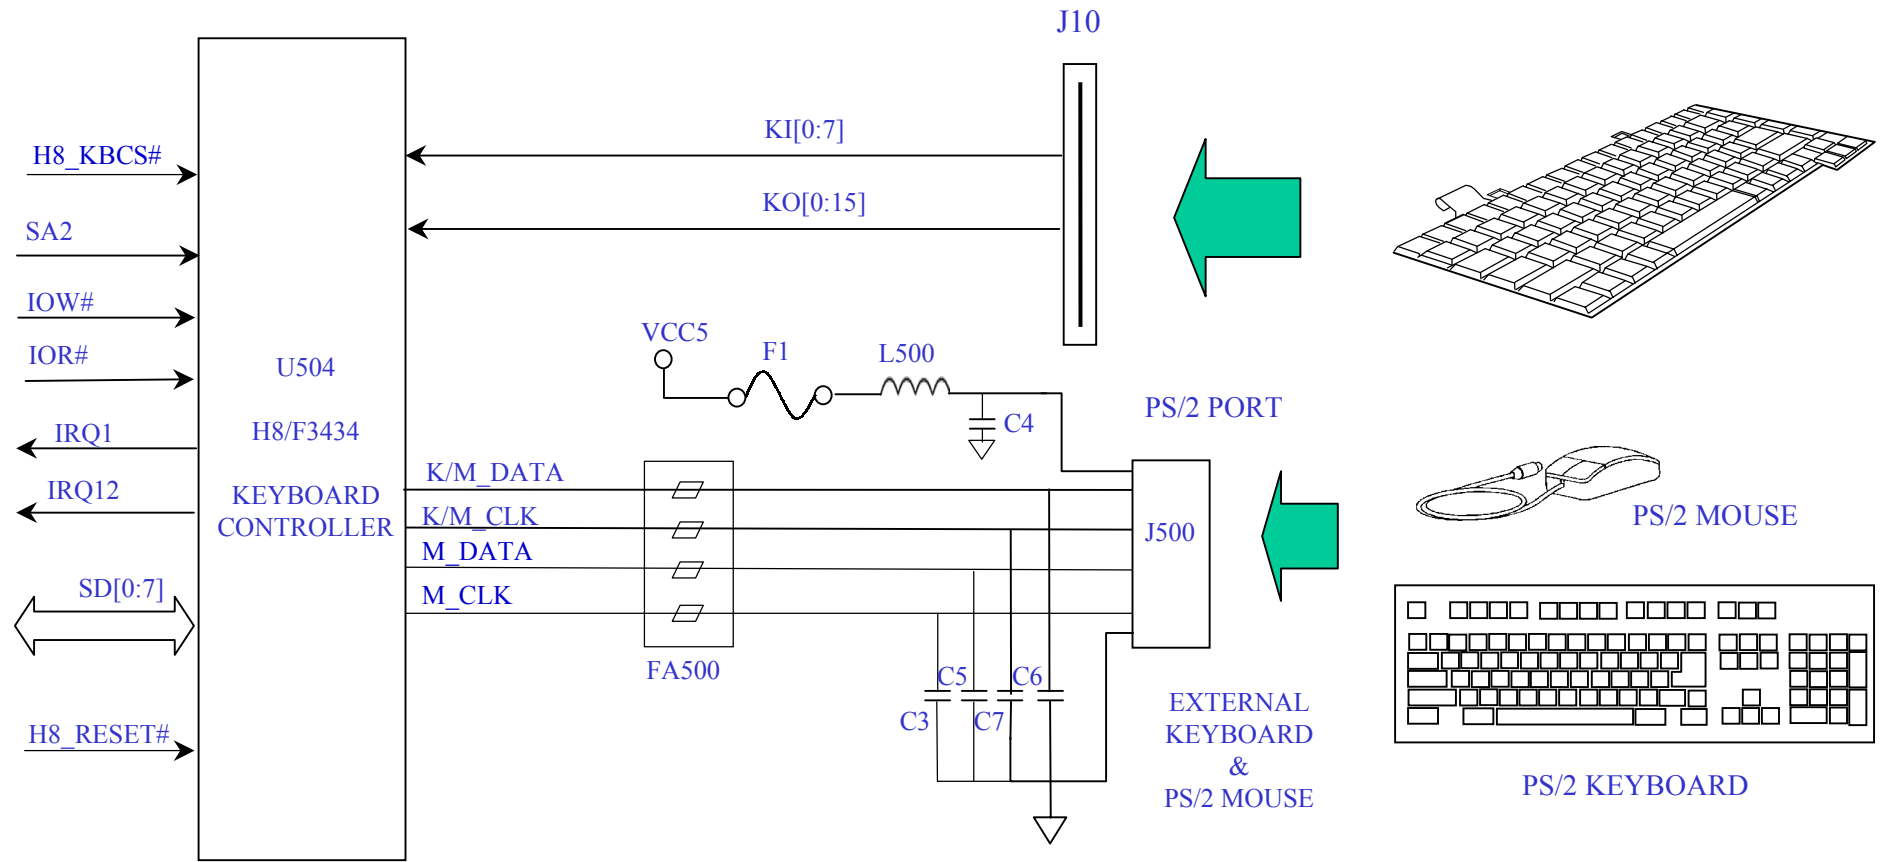 J10
KI[0:7]
H8_KBCS#
KO[0:15]
SA2
IOW#
VCC5
F1
L500
IOR#
U504
PS/2 PORT
C4
H8/F3434
IRQ1
K/M_DATA
IRQ12
KEYBOARD
CONTROLLER
K/M_CLK
J500
PS/2 MOUSE
M_DATA
SD[0:7]
M_CLK
FA500
C5
C6
C3
C7
EXTERNAL
KEYBOARD
&
PS/2 MOUSE
H8_RESET#
PS/2 KEYBOARD